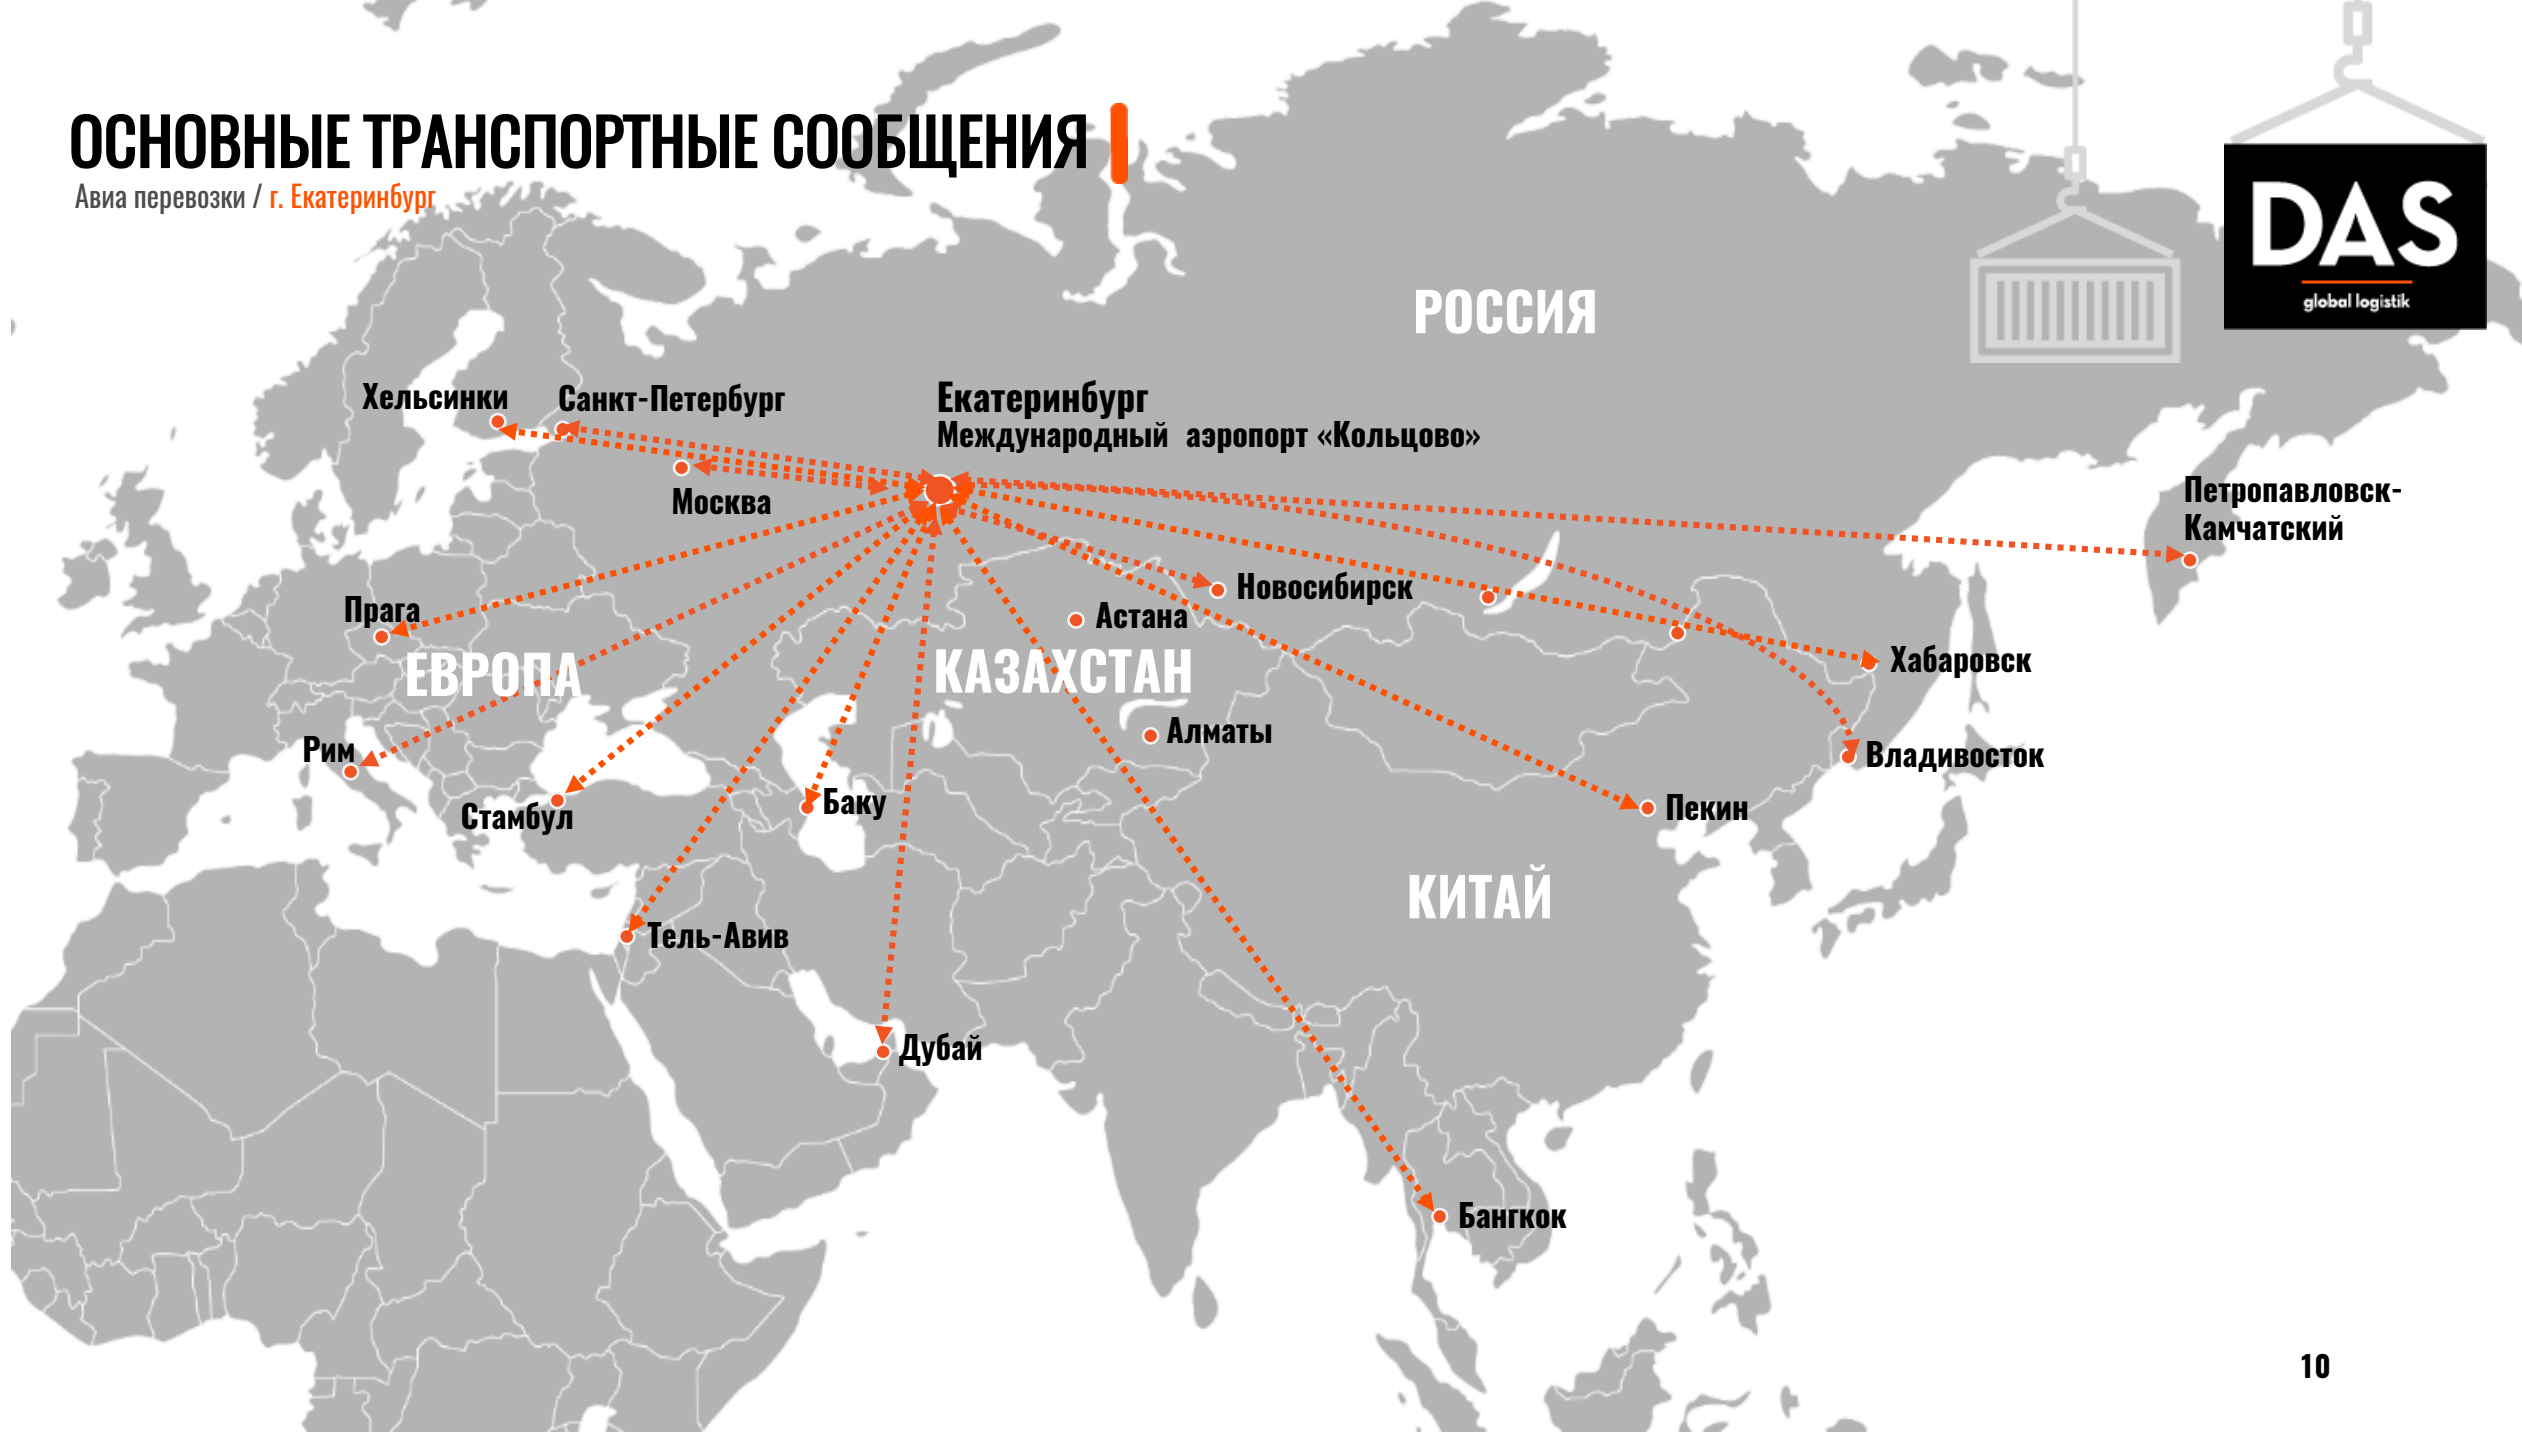 ОСНОВНЫЕ ТРАНСПОРТНЫЕ СООБЩЕНИЯ
Авиа перевозки / г. Екатеринбург
DAS
global logistik
РОССИЯ
Хельсинки
Санкт-Петербург
Екатеринбург
Международный аэропорт «Кольцово»
Москва
Петропавловск-
Камчатский
Новосибирск
Прага
Астана
ЕВРОПА
КАЗАХСТАН
Хабаровск
Рим
Алматы
Владивосток
Стамбул
Баку
Пекин
КИТАЙ
Тель-Авив
Дубай
Бангкок
10